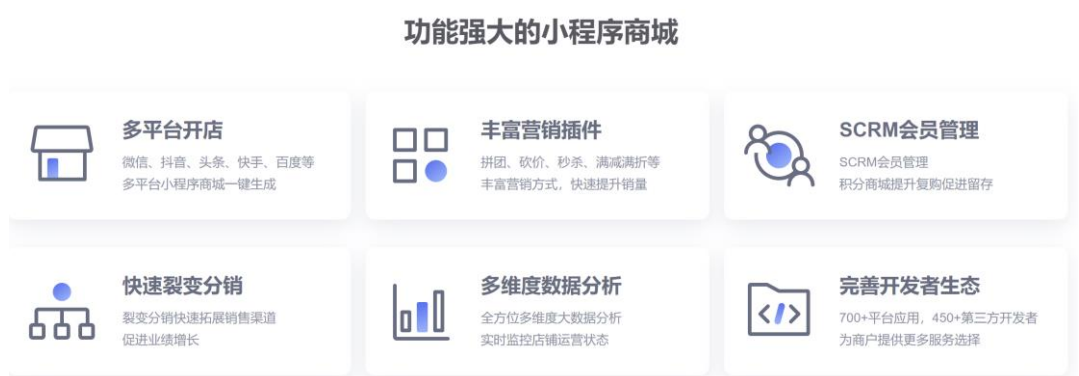 功能强大的小程序商城
多平台开店
微信、抖音、头条、快手、百度等
多平台小程序商城一键生成
丰富营销插件
拼团、砍价、秒杀、满减满折等
丰富营销方式，快速提升销量
SCRM会员管理
SCRM会员管理
积分商城提升复购促进留存
快速裂变分销
裂变分销快速拓展销售渠道
促进业绩增长
多维度数据分析
全方位多维度大数据分析
实时监控店铺运营状态
完善开发者生态
700+平台应用，450+第三方开发者
为商户提供更多服务选择